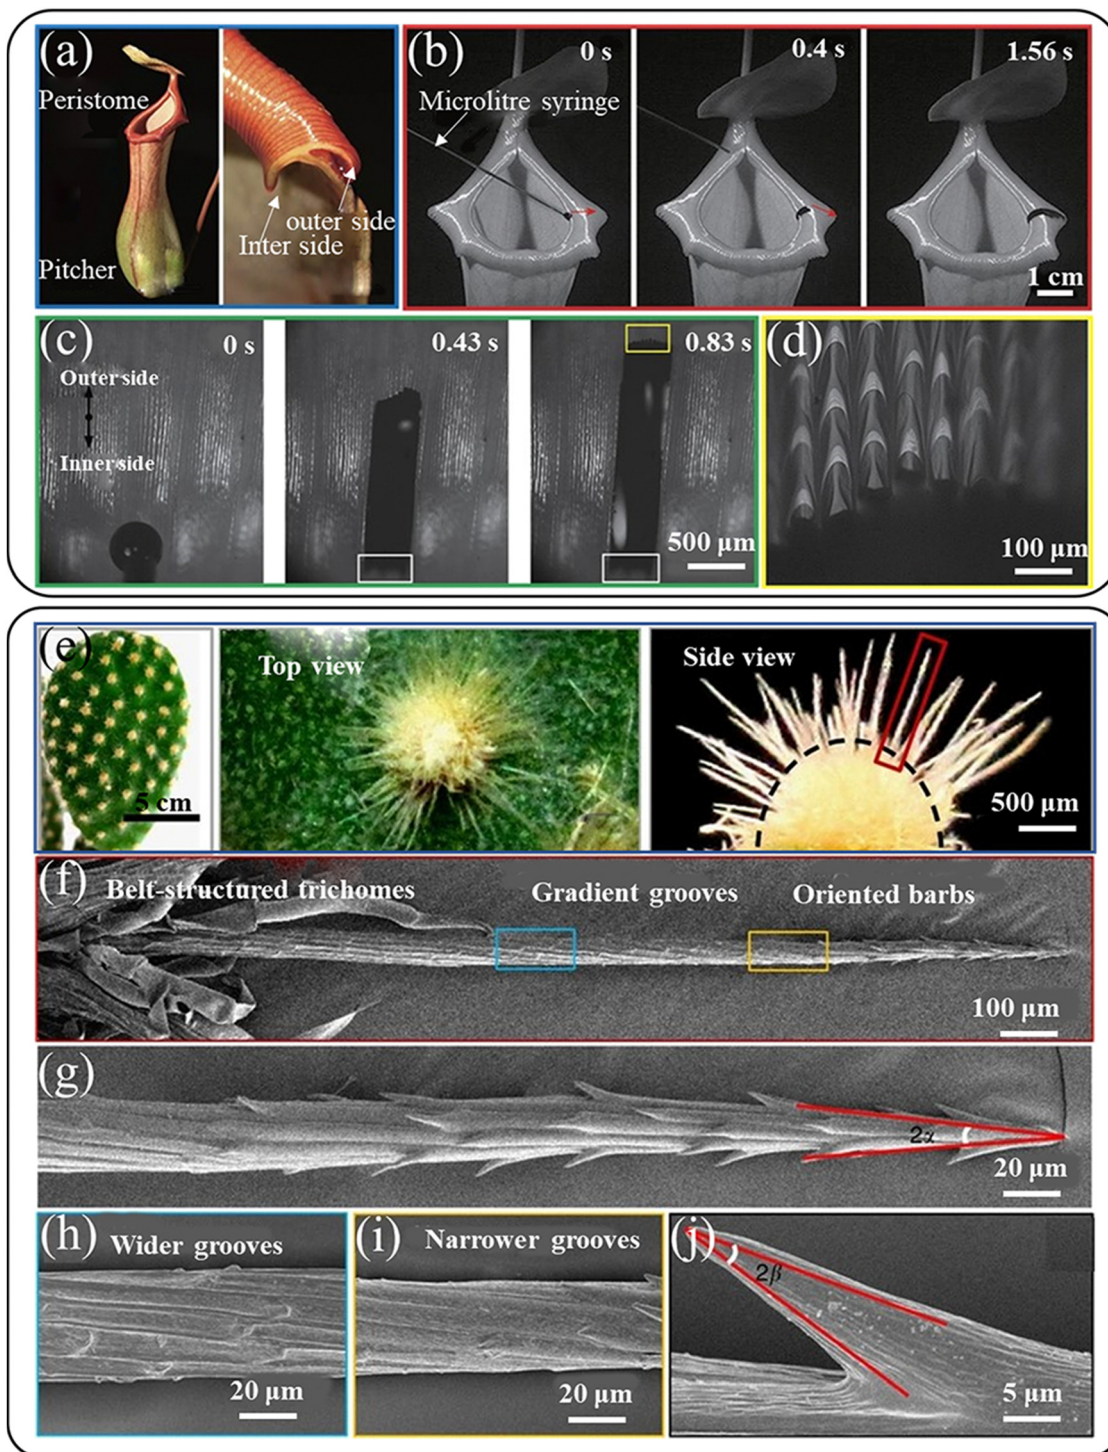 (a)
Peristome
outer side
Inter side
Pitcher
(b)
0 s
0.4 s
1.56 s
Microlitre syringe
1 cm
(c)
0 s
0.43 s
0.83 s
Outer side
Inner side
500 μm
(d)
100 μm
(e)
5 cm
Top view
Side view
500 μm
(f)
Belt-structured trichomes
Gradient grooves
Oriented barbs
100 μm
(g)
2α
20 μm
(h)
Wider grooves
20 μm
(i)
Narrower grooves
20 μm
(j)
2β
5 μm